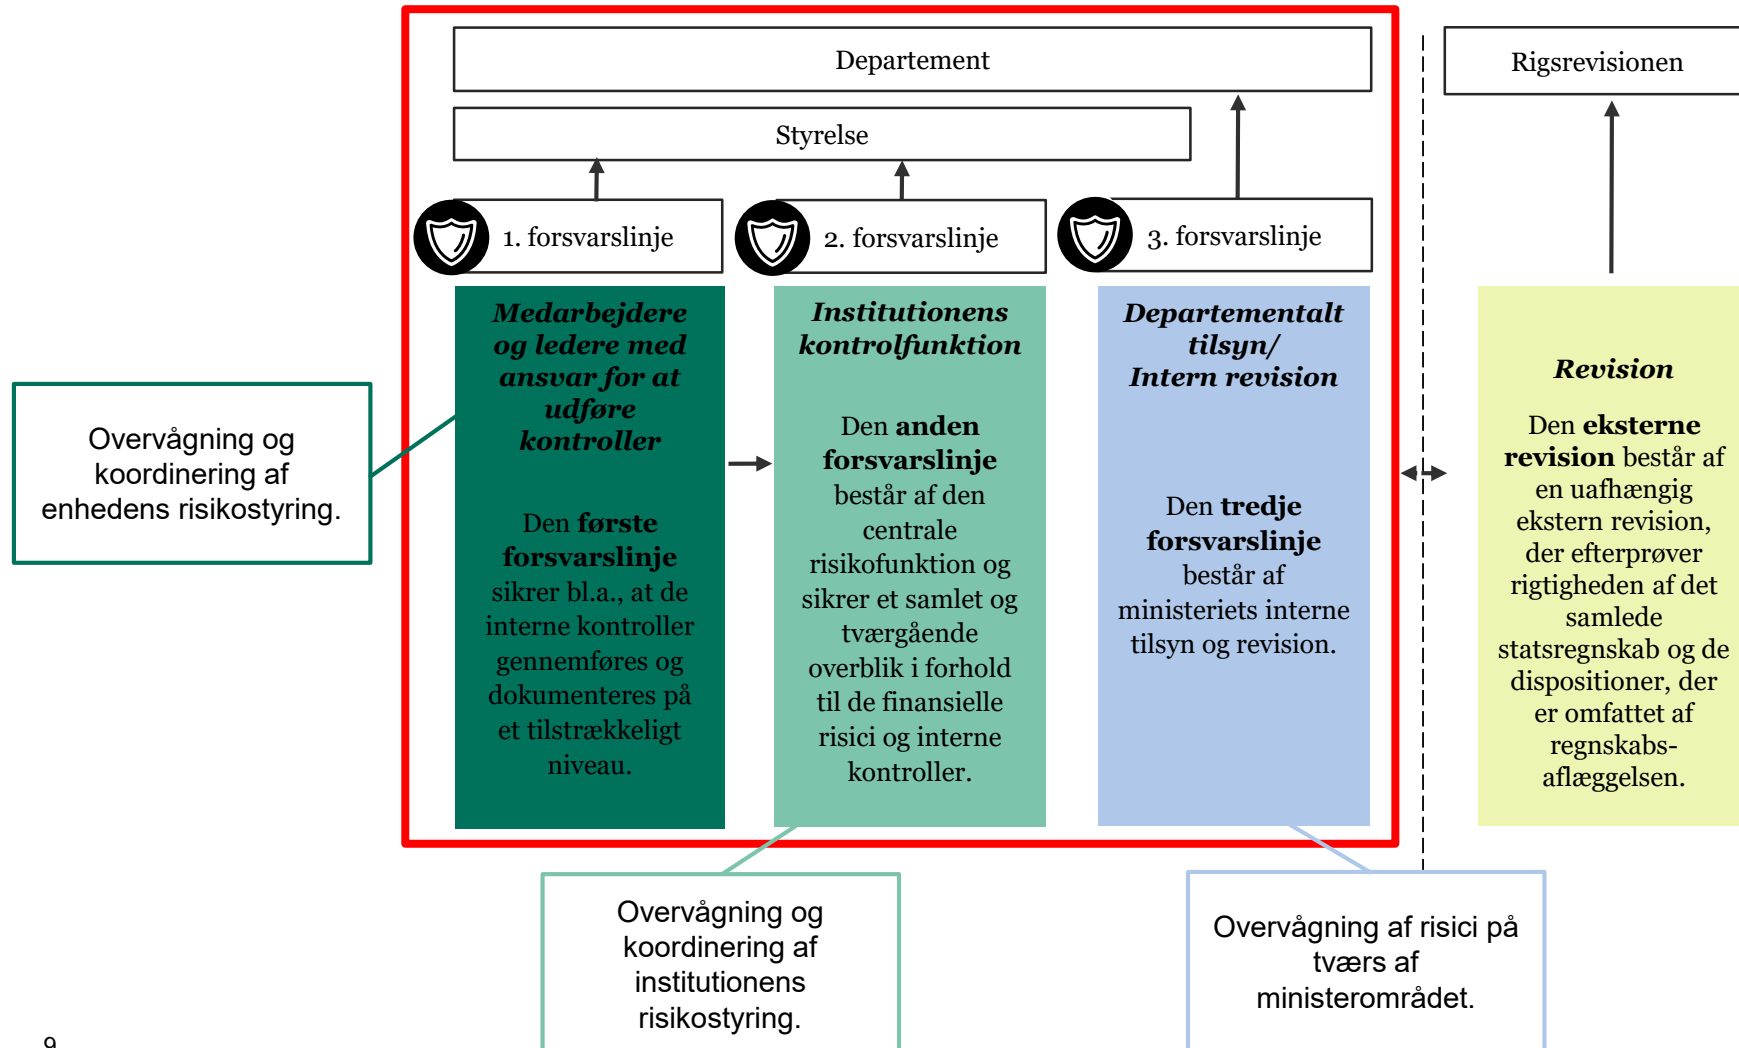 Departement
Rigsrevisionen
Styrelse
1. forsvarslinje
2. forsvarslinje
3. forsvarslinje
Medarbejdere
og ledere med
ansvar for at
udføre
kontroller
Den første
forsvarslinje
sikrer bl.a., at de
interne kontroller
gennemføres og
dokumenteres på
et tilstrækkeligt
niveau.
Institutionens
kontrolfunktion
Den anden
forsvarslinje
består af den
centrale
risikofunktion og
sikrer et samlet og
tværgående
overblik i forhold
til de finansielle
risici og interne
kontroller.
Departementalt
tilsyn/
Intern revision
Den tredje
forsvarslinje
består af
ministeriets interne
tilsyn og revision.
Revision
Den eksterne
revision består af
en uafhængig
ekstern revision,
der efterprøver
rigtigheden af det
samlede
statsregnskab og de
dispositioner, der
er omfattet af
regnskabs-
aflæggelsen.
Overvågning og
koordinering af
enhedens risikostyring.
Overvågning og
koordinering af
institutionens
risikostyring.
Overvågning af risici på
tværs af
ministerområdet.
9